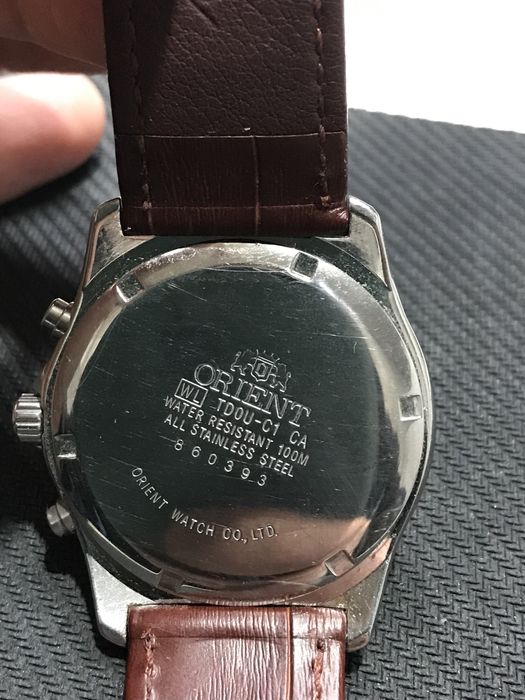 ORIENT
WL TD0U-C1 CA
WATER RESISTANT 100M
ALL STAINLESS STEEL
860393
ORIENT WATCH CO., LTD.